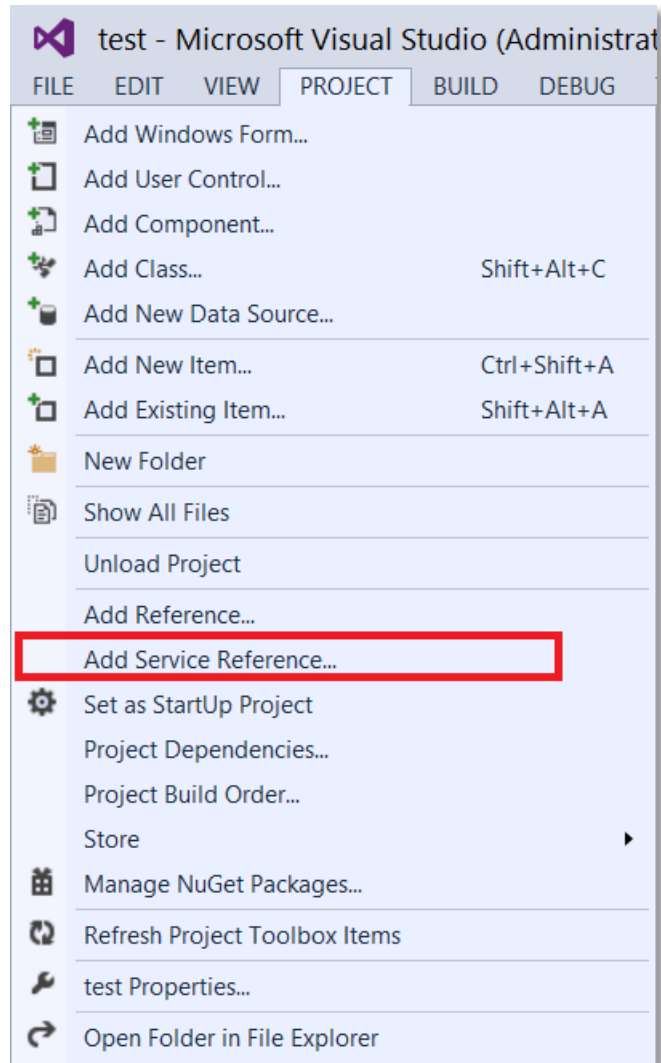 test - Microsoft Visual Studio (Administrat
FILE EDIT VIEW PROJECT BUILD DEBUG
Add Windows Form...
Add User Control...
Add Component...
Add Class... Shift+Alt+C
Add New Data Source...
Add New Item... Ctrl+Shift+A
Add Existing Item... Shift+Alt+A
New Folder
Show All Files
Unload Project
Add Reference...
Add Service Reference...
Set as StartUp Project
Project Dependencies...
Project Build Order...
Store
Manage NuGet Packages...
Refresh Project Toolbox Items
test Properties...
Open Folder in File Explorer